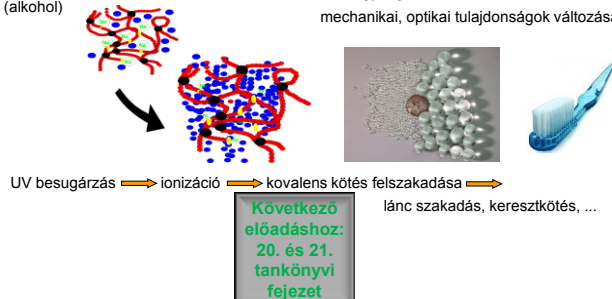 (alkohol)
mechanikai, optikai tulajdonságok változása
UV besugárzás ionizáció kovalens kötés felszakadása
lánc szakadás, keresztkötés, ...
Következő
előadáshoz:
20. és 21.
tankönyvi
fejezet